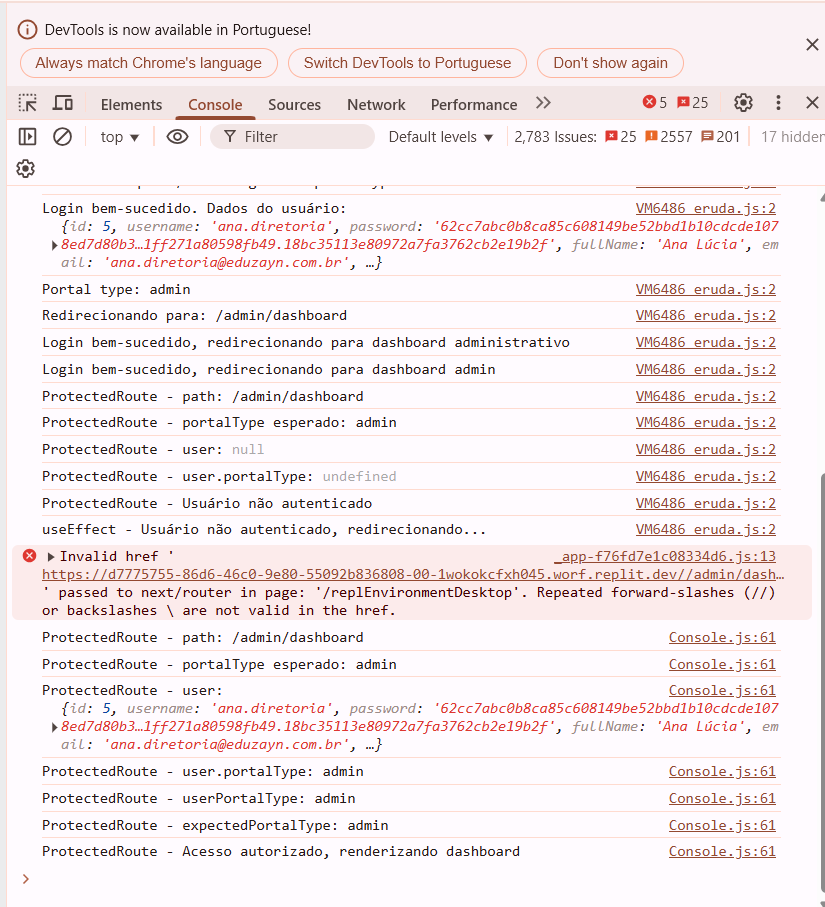 DevTools is now available in Portuguese!
Always match Chrome's language Switch DevTools to Portuguese Don't show again
Elements Console Sources Network Performance 5 25
top Filter Default levels 2,783 Issues: 25 2557 201 17 hidden
Login bem-sucedido. Dados do usuário: VM6486 eruda.js:2
{id: 5, username: 'ana.diretoria', password: '62cc7abc0b8ca85c608149be52bbd1b10cdcde107
8ed7d80b3…1ff271a80598fb49.18bc35113e80972a7fa3762cb2e19b2f', fullName: 'Ana Lúcia', em
ail: 'ana.diretoria@eduzayn.com.br', …}
Portal type: admin VM6486 eruda.js:2
Redirecionando para: /admin/dashboard VM6486 eruda.js:2
Login bem-sucedido, redirecionando para dashboard administrativo VM6486 eruda.js:2
Login bem-sucedido, redirecionando para dashboard admin VM6486 eruda.js:2
ProtectedRoute - path: /admin/dashboard VM6486 eruda.js:2
ProtectedRoute - portalType esperado: admin VM6486 eruda.js:2
ProtectedRoute - user: null VM6486 eruda.js:2
ProtectedRoute - user.portalType: undefined VM6486 eruda.js:2
ProtectedRoute - Usuário não autenticado VM6486 eruda.js:2
useEffect - Usuário não autenticado, redirecionando... VM6486 eruda.js:2
Invalid href ' _app-f76fd7e1c08334d6.js:13
https://d7775755-86d6-46c0-9e80-55092b836808-00-1wokokcfxh045.worf.replit.dev//admin/dash…
' passed to next/router in page: '/replEnvironmentDesktop'. Repeated forward-slashes (//)
or backslashes \ are not valid in the href.
ProtectedRoute - path: /admin/dashboard Console.js:61
ProtectedRoute - portalType esperado: admin Console.js:61
ProtectedRoute - user: Console.js:61
{id: 5, username: 'ana.diretoria', password: '62cc7abc0b8ca85c608149be52bbd1b10cdcde107
8ed7d80b3…1ff271a80598fb49.18bc35113e80972a7fa3762cb2e19b2f', fullName: 'Ana Lúcia', em
ail: 'ana.diretoria@eduzayn.com.br', …}
ProtectedRoute - user.portalType: admin Console.js:61
ProtectedRoute - userPortalType: admin Console.js:61
ProtectedRoute - expectedPortalType: admin Console.js:61
ProtectedRoute - Acesso autorizado, renderizando dashboard Console.js:61